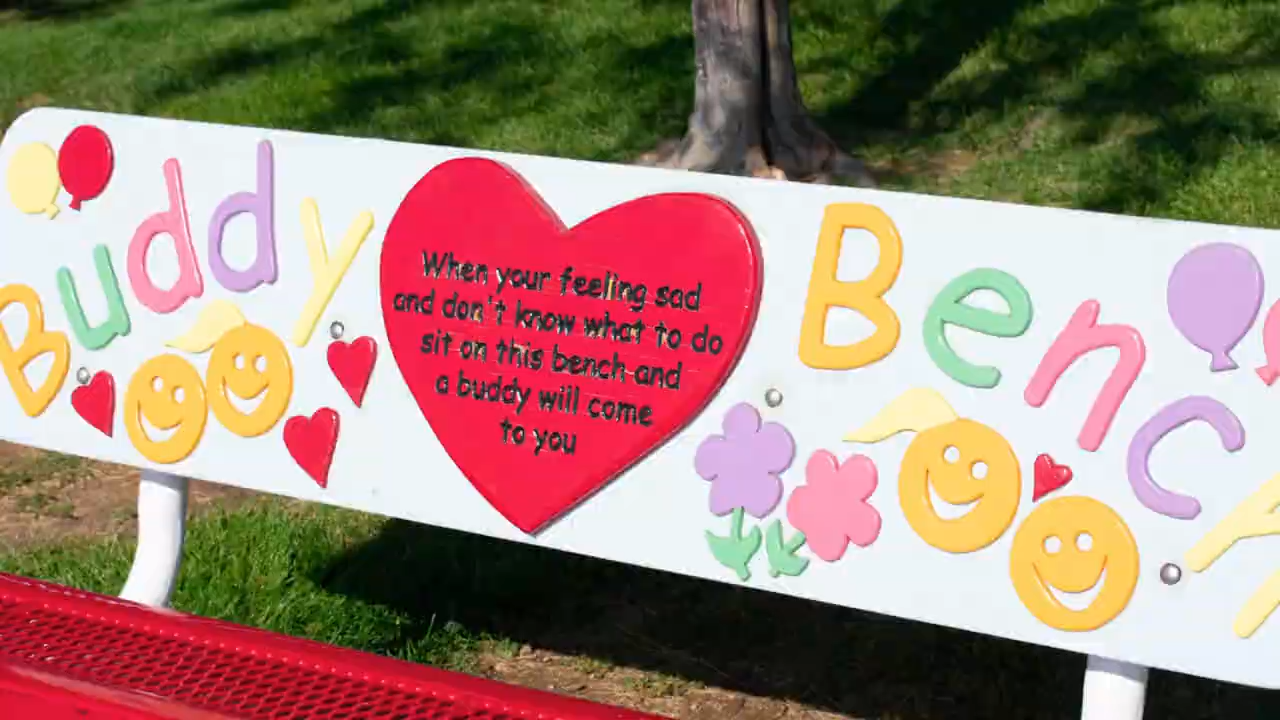 Buddy
When your feeling sad
and don't know what to do
sit on this bench and
a buddy will come
to you
Bench